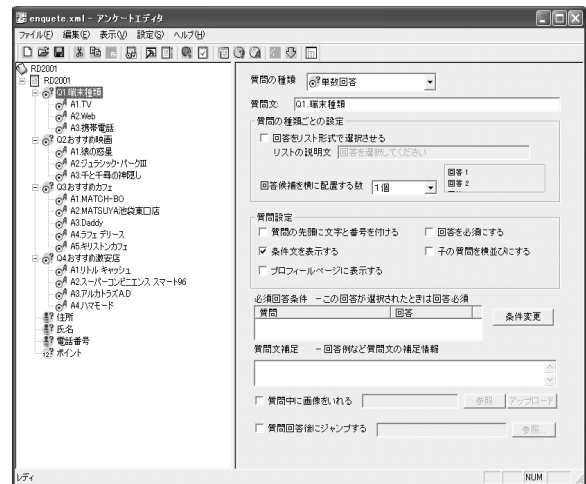 enquete.xml - アンケートエディタ
ファイル(F) 編集(E) 表示(V) 設定(S) ヘルプ(H)
RD2001
RD2001
Q1.端末種類
A1.TV
A2.Web
A3.携帯電話
Q2.おすすめ映画
A1.猿の惑星
A2.ジュラシック・パークIII
A3.千と千尋の神隠し
Q3.おすすめカフェ
A1.MATCH-BO
A2.MATSUYA池袋東口店
A3.Daddy
A4.ラフェ デリース
A5.キリストンカフェ
Q4.おすすめ激安店
A1.リトル キャッシュ
A2.スーパーコンビニエンス スマート96
A3.アルカトラズA.D
A4.ハマモード
住所
氏名
電話番号
ポイント
質問の種類 単数回答
質問文: Q1.端末種類
質問の種類ごとの設定
回答をリスト形式で選択させる
リストの説明文 回答を選択してください
回答候補を横に配置する数 1個
回答 1
回答 2
質問設定
質問の先頭に文字と番号を付ける 回答を必須にする
条件文を表示する 子の質問を横並びにする
プロフィールページに表示する
必須回答条件 -この回答が選択されたときは回答必須
質問 回答
条件変更
質問文補足 -回答例など質問文の補足情報
質問中に画像をいれる 参照 アップロード
質問回答後にジャンプする 参照...
レディ NUM